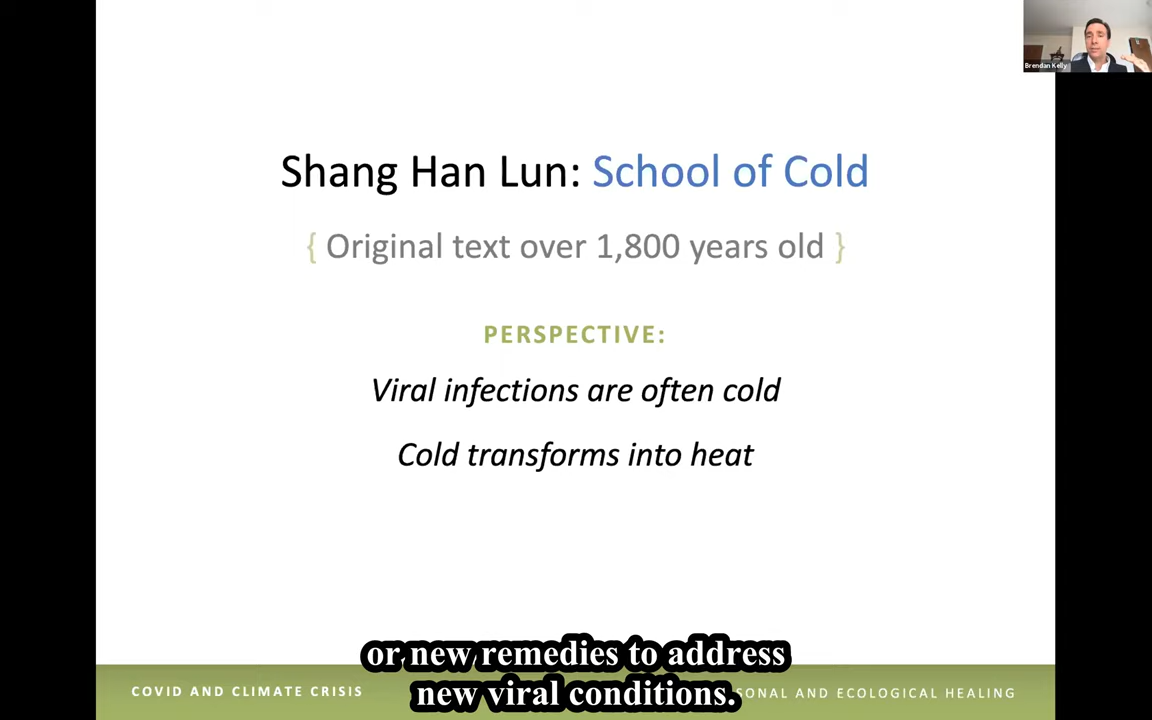 Brendan Kelly
Shang Han Lun: School of Cold
{ Original text over 1,800 years old }
PERSPECTIVE:
Viral infections are often cold
Cold transforms into heat
or new remedies to address
new viral conditions.
COVID AND CLIMATE CRISIS
SONAL AND ECOLOGICAL HEALING